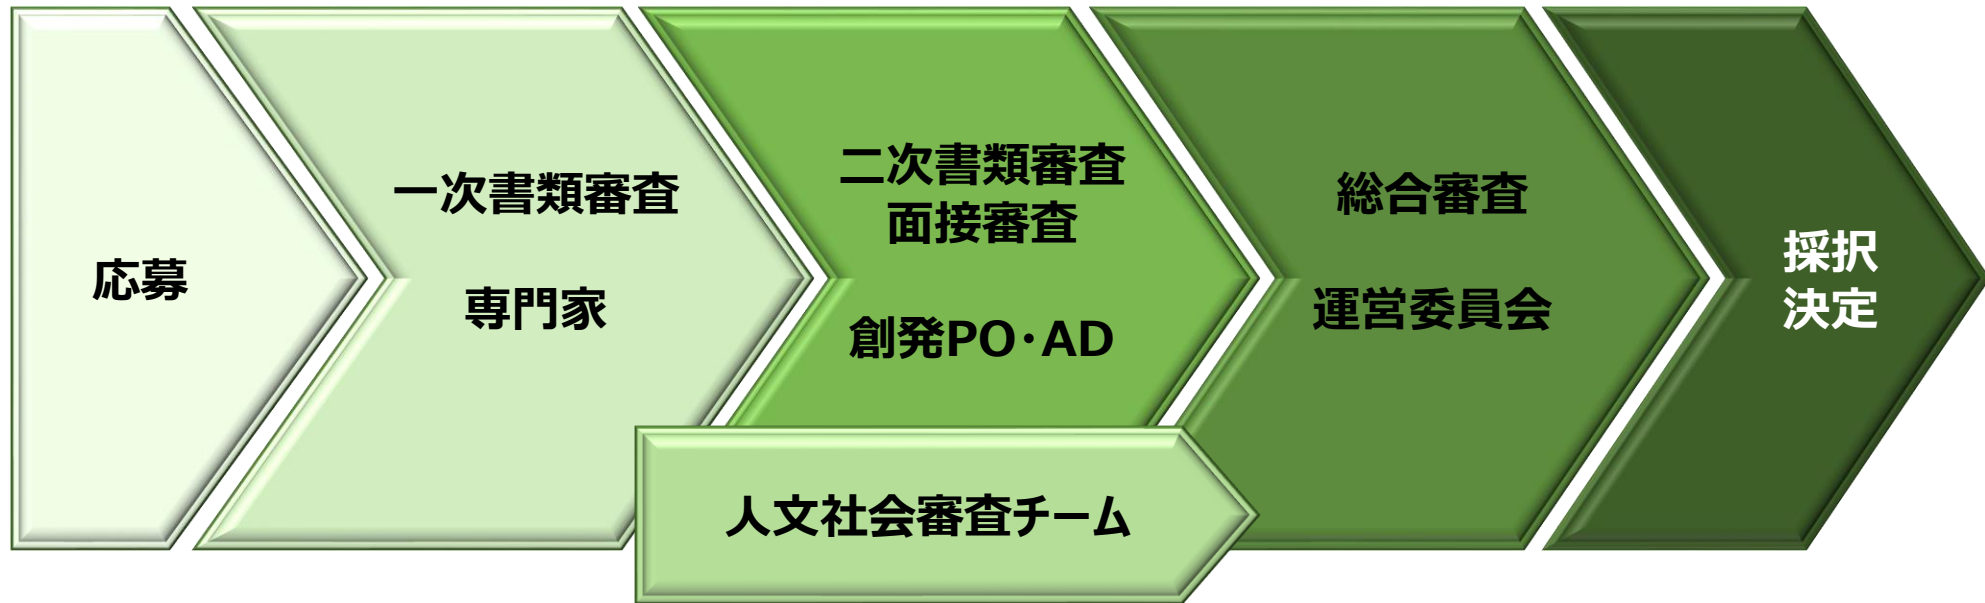 応募
一次書類審査
専門家
二次書類審査
面接審査
創発PO・AD
人文社会審査チーム
総合審査
運営委員会
採択
決定